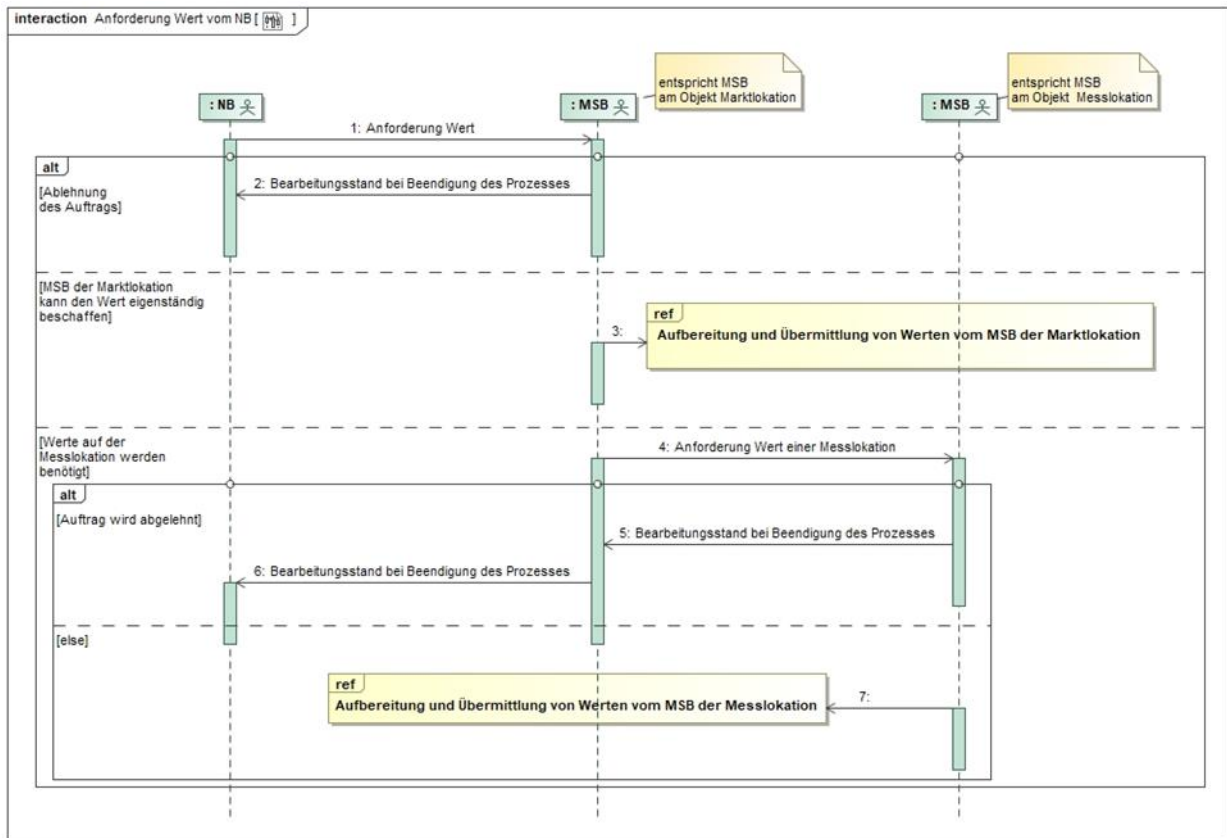 interaction Anforderung Wert vom NB [ ]
entspricht MSB
am Objekt Marktlokation
entspricht MSB
am Objekt Messlokation
: NB
: MSB
: MSB
1: Anforderung Wert
alt
[Ablehnung
des Auftrags]
2: Bearbeitungsstand bei Beendigung des Prozesses
[MSB der Marktlokation
kann den Wert eigenständig
beschaffen]
3:
ref
Aufbereitung und Übermittlung von Werten vom MSB der Marktlokation
[Werte auf der
Messlokation werden
benötigt]
4: Anforderung Wert einer Messlokation
alt
[Auftrag wird abgelehnt]
5: Bearbeitungsstand bei Beendigung des Prozesses
6: Bearbeitungsstand bei Beendigung des Prozesses
[else]
ref
Aufbereitung und Übermittlung von Werten vom MSB der Messlokation
7: